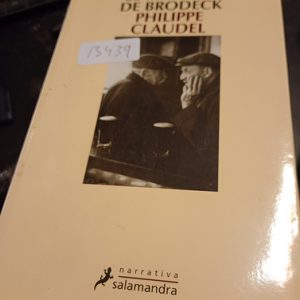 DE BRODECK
PHILIPPE
CLAUDEL
13439
narrativa
salamandra